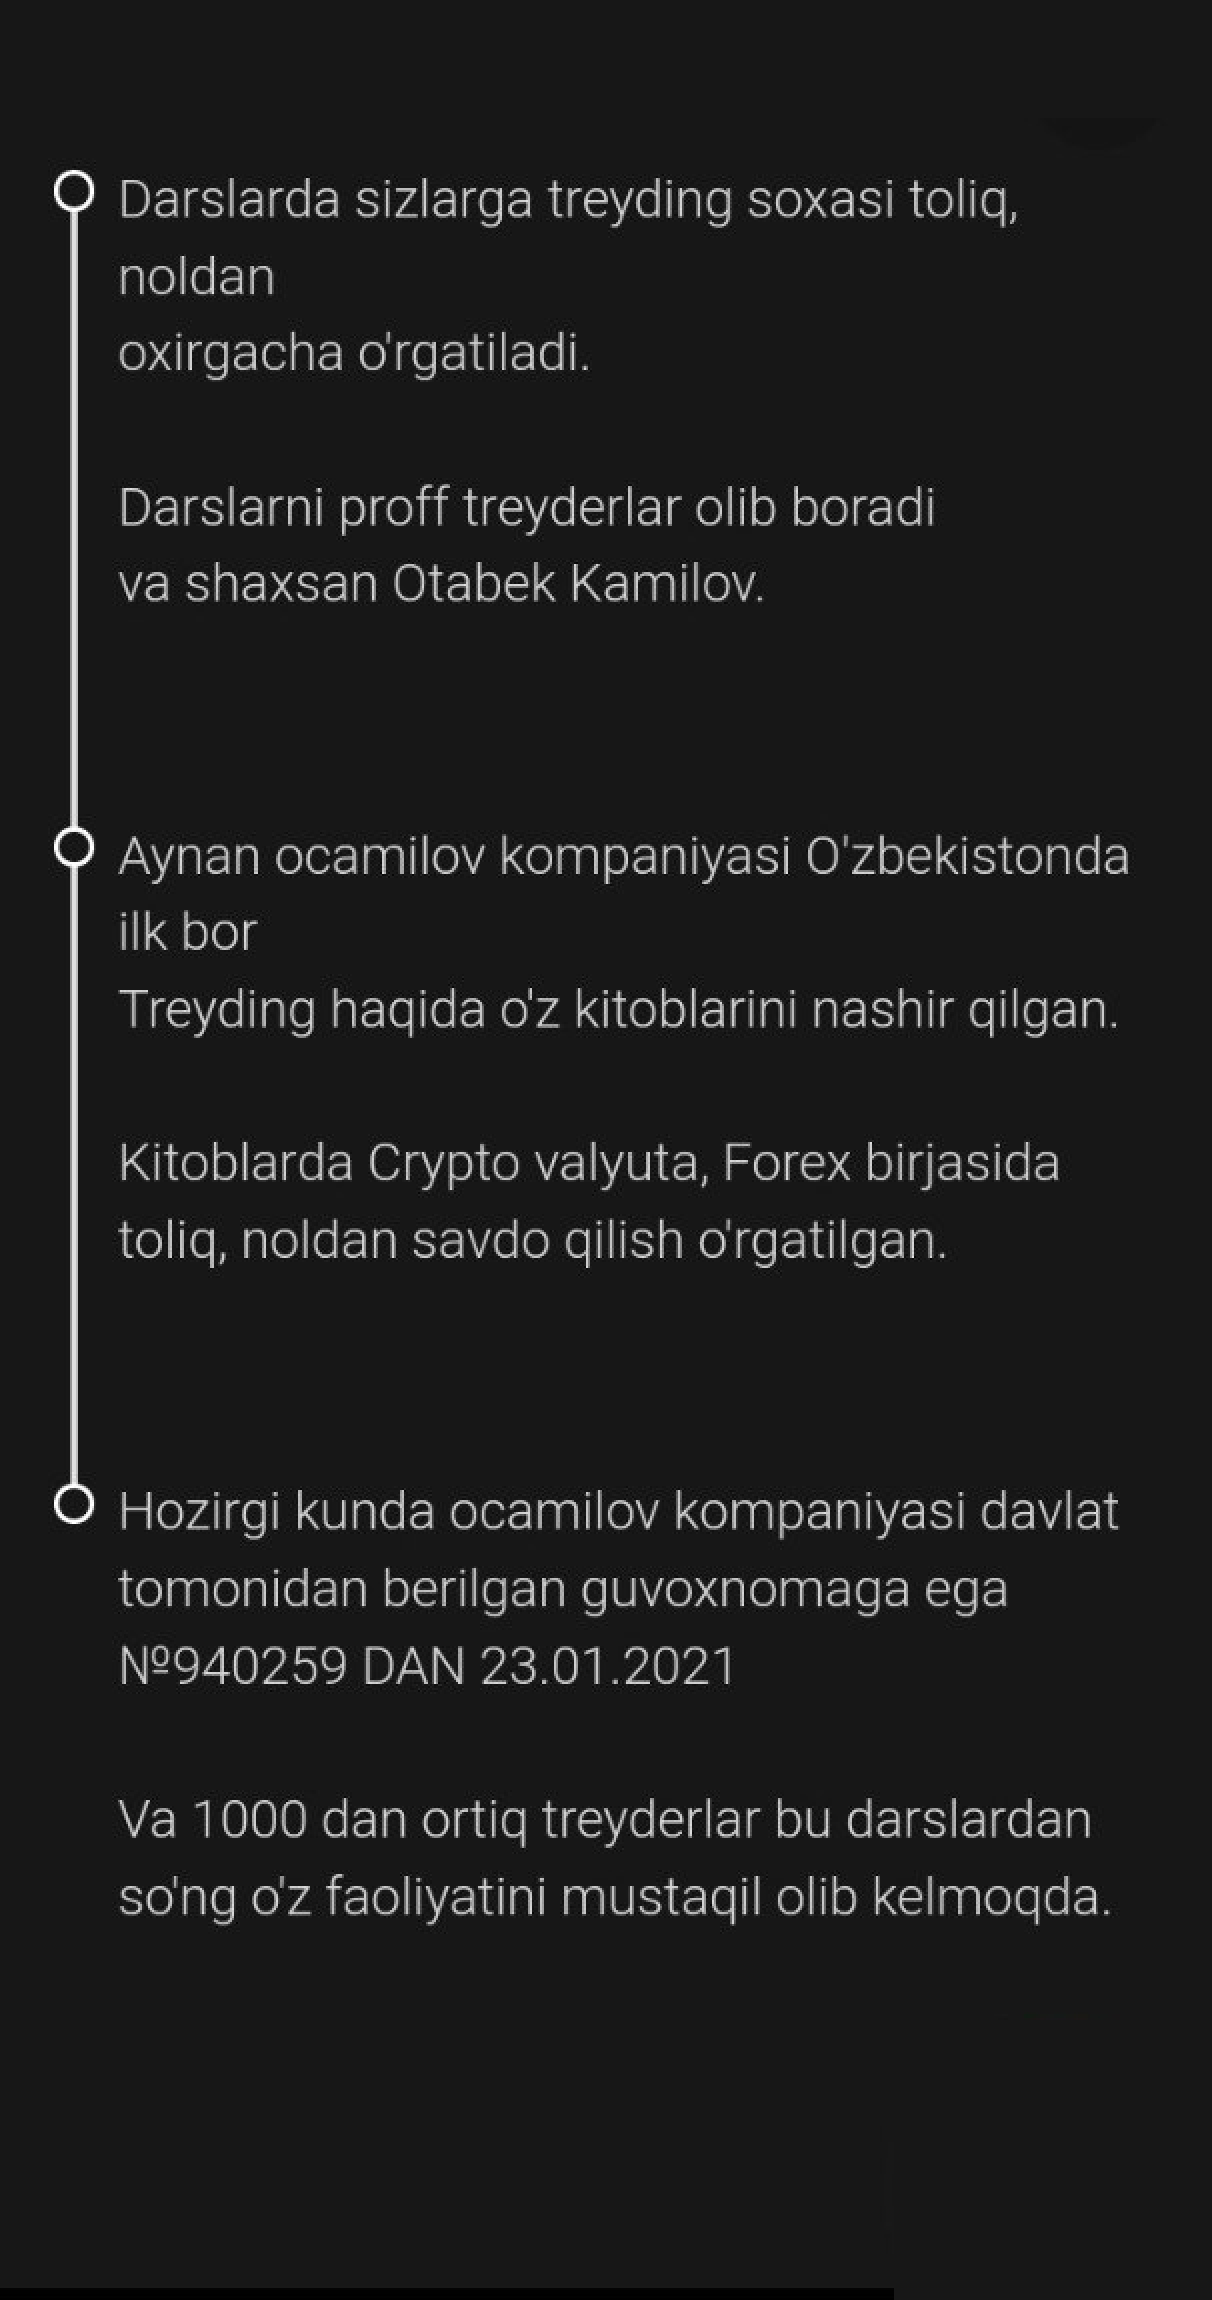 Darslarda sizlarga treyding soxasi toliq,
noldan
oxirgacha o'rgatiladi.
Darslarni proff treyderlar olib boradi
va shaxsan Otabek Kamilov.
Aynan ocamilov kompaniyasi O'zbekistonda
ilk bor
Treyding haqida o'z kitoblarini nashir qilgan.
Kitoblarda Crypto valyuta, Forex birjasida
toliq, noldan savdo qilish o'rgatilgan.
Hozirgi kunda ocamilov kompaniyasi davlat
tomonidan berilgan guvoxnomaga ega
№940259 DAN 23.01.2021
Va 1000 dan ortiq treyderlar bu darslardan
so'ng o'z faoliyatini mustaqil olib kelmoqda.